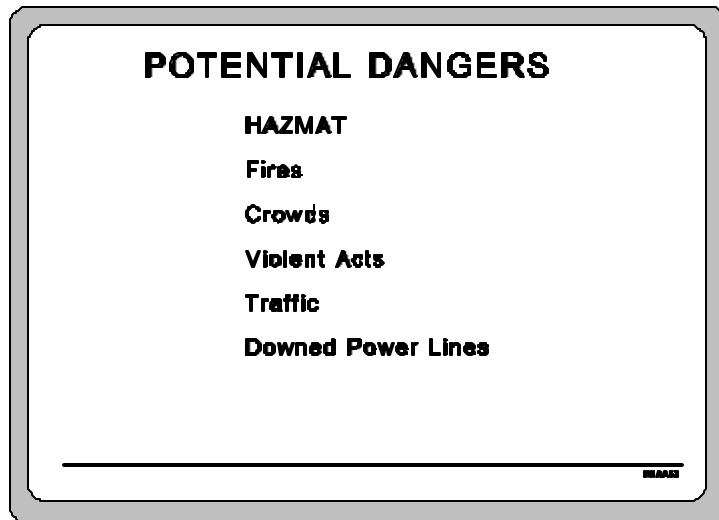 POTENTIAL DANGERS
HAZMAT
Fires
Crowds
Violent Acts
Traffic
Downed Power Lines